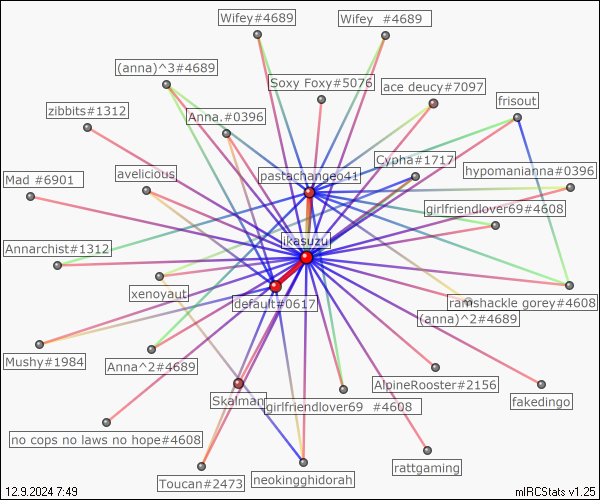 Wifey#4689
Wifey  #4689
(anna)^3#4689
Soxy Foxy#5076
ace deucy#7097
frisout
zibbits#1312
Anna.#0396
avelicious
pastachangeo41
Cypha#1717
hypomanianna#0396
Mad #6901
girlfriendlover69#4608
Annarchist#1312
ikasuzu
xenoyaut
default#0617
ramshackle gorey#4608
(anna)^2#4689
Mushy#1984
Anna^2#4689
Skalman
girlfriendlover69  #4608
AlpineRooster#2156
fakedingo
no cops no laws no hope#4608
Toucan#2473
neokingghidorah
rattgaming
12.9.2024 7:49
mIRCStats v1.25